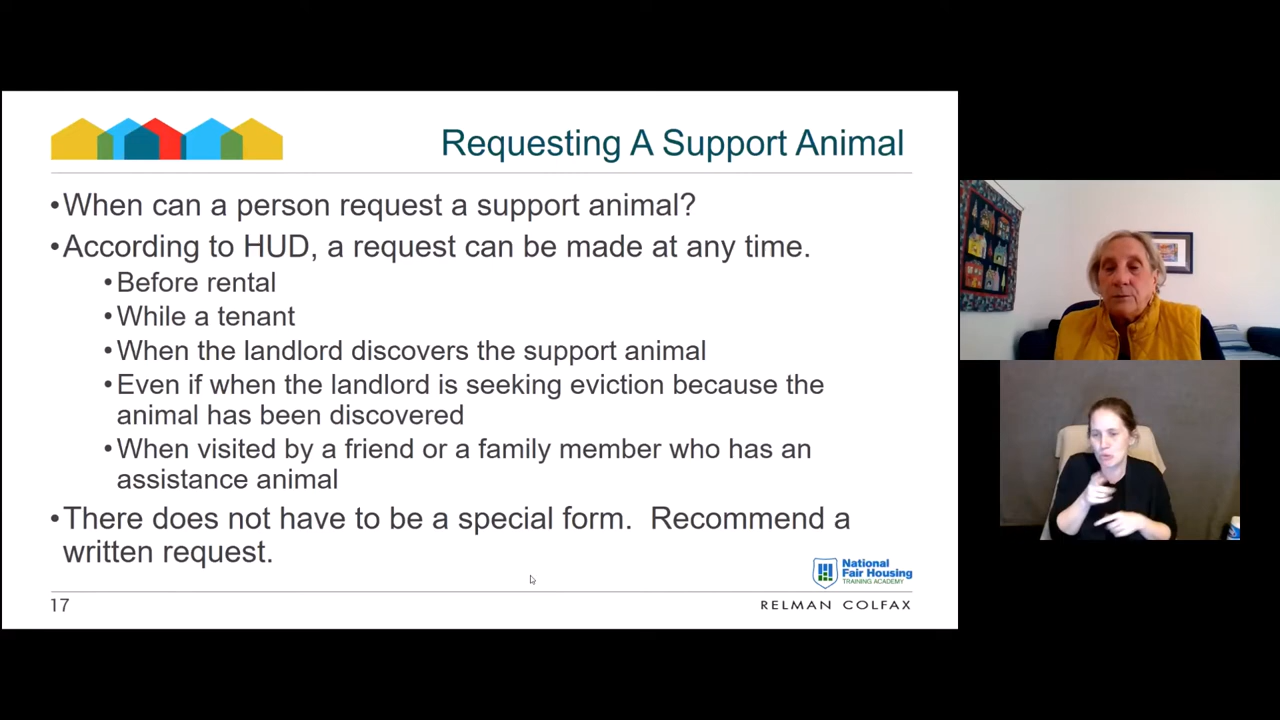 Requesting A Support Animal
•When can a person request a support animal?
•According to HUD, a request can be made at any time.
•Before rental
•While a tenant
•When the landlord discovers the support animal
•Even if when the landlord is seeking eviction because the
animal has been discovered
•When visited by a friend or a family member who has an
assistance animal
•There does not have to be a special form.  Recommend a
written request.
National
Fair Housing
TRAINING ACADEMY
17
RELMAN COLFAX